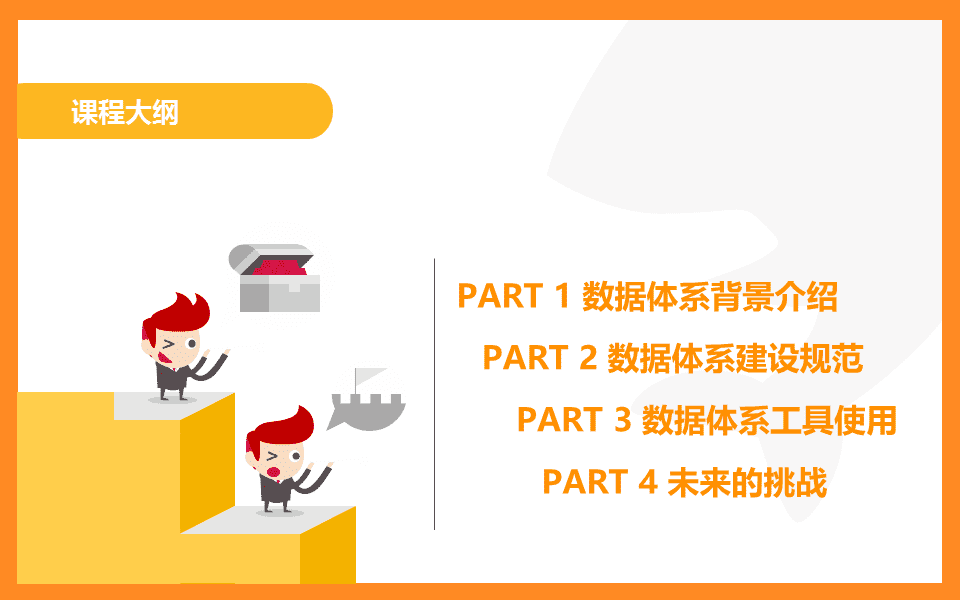 课程大纲
PART 1 数据体系背景介绍
PART 2 数据体系建设规范
PART 3 数据体系工具使用
PART 4 未来的挑战